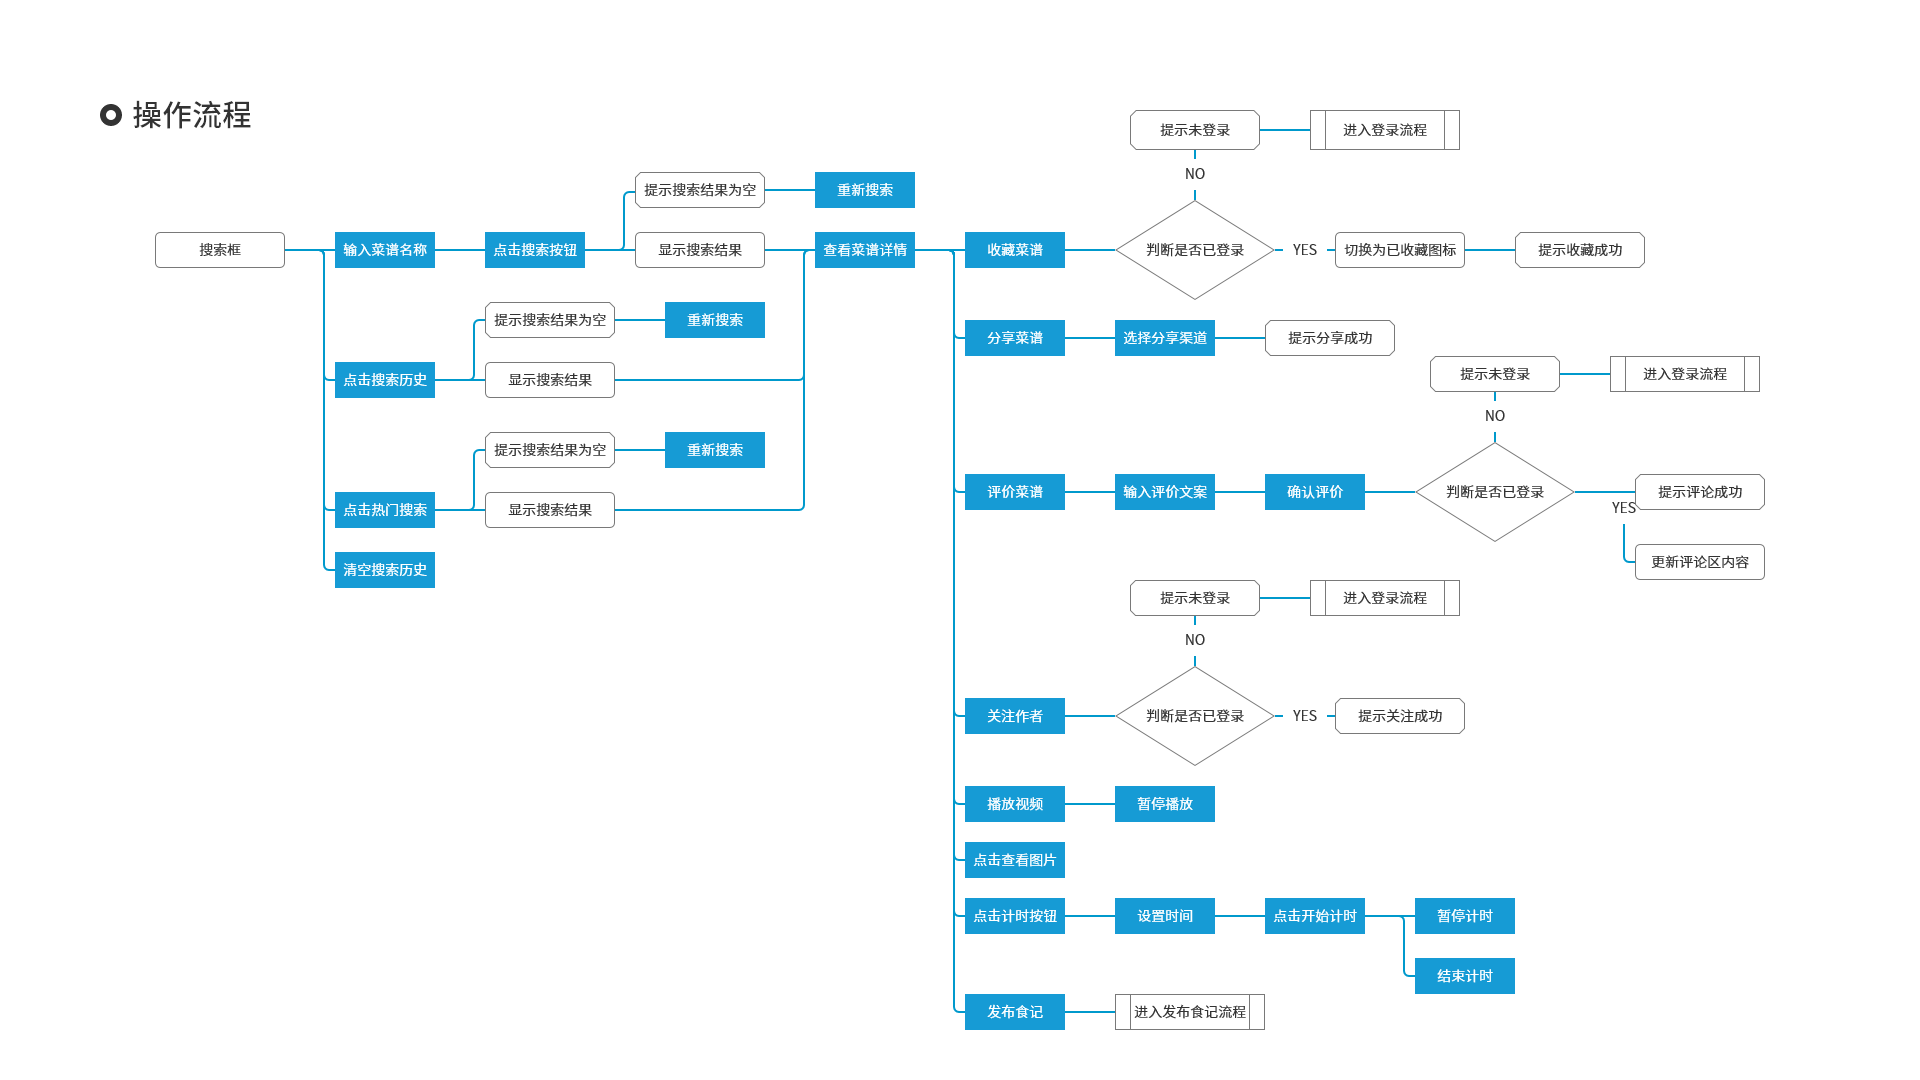 操作流程
提示未登录
进入登录流程
NO
提示搜索结果为空
重新搜索
搜索框
输入菜谱名称
点击搜索按钮
显示搜索结果
查看菜谱详情
收藏菜谱
判断是否已登录
YES
切换为已收藏图标
提示收藏成功
提示搜索结果为空
重新搜索
分享菜谱
选择分享渠道
提示分享成功
点击搜索历史
显示搜索结果
提示未登录
进入登录流程
NO
提示搜索结果为空
重新搜索
评价菜谱
输入评价文案
确认评价
判断是否已登录
提示评论成功
YES
点击热门搜索
显示搜索结果
更新评论区内容
清空搜索历史
提示未登录
进入登录流程
NO
关注作者
判断是否已登录
YES
提示关注成功
播放视频
暂停播放
点击查看图片
点击计时按钮
设置时间
点击开始计时
暂停计时
结束计时
发布食记
进入发布食记流程